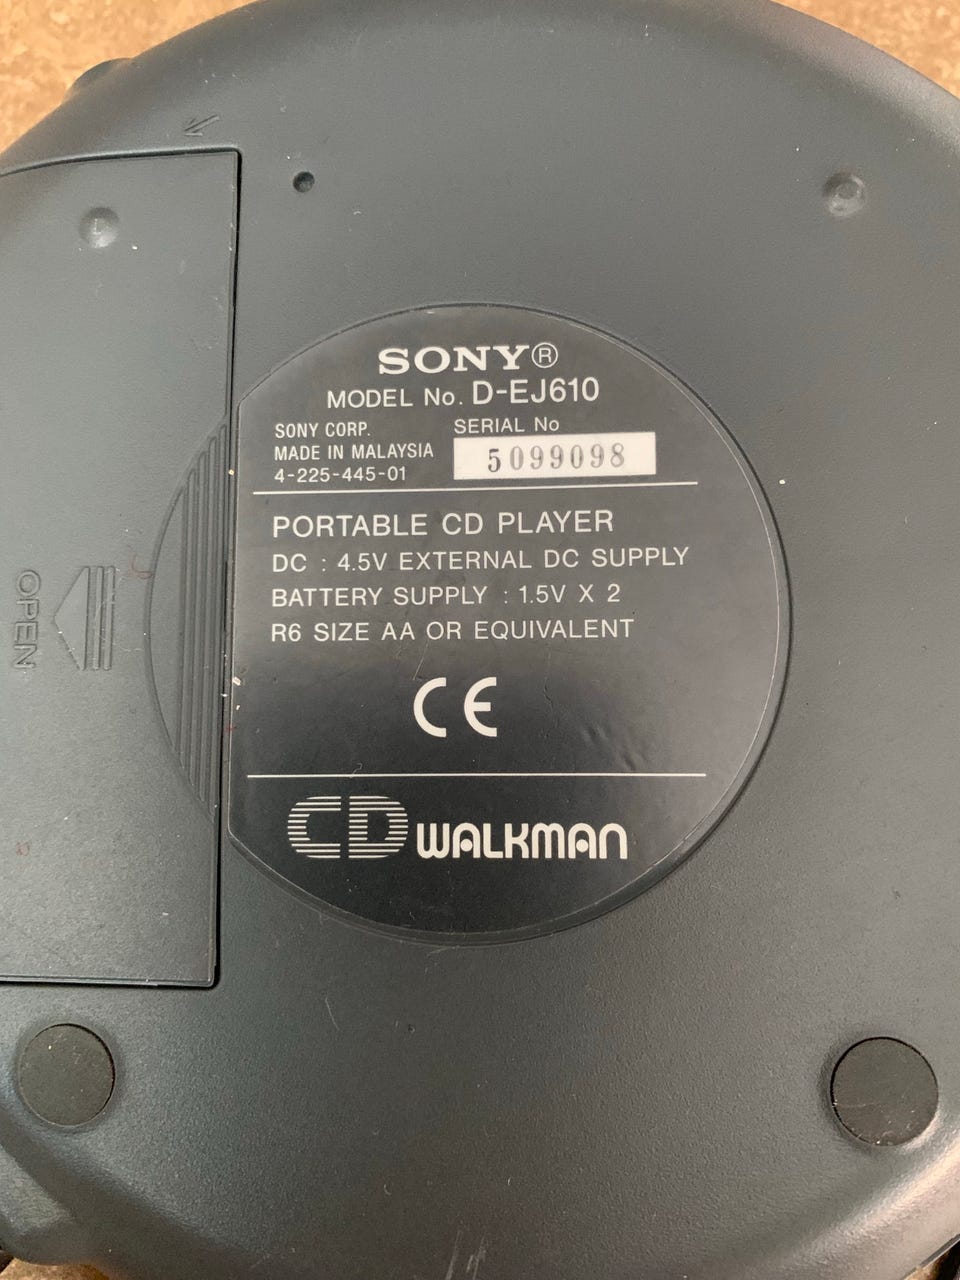 SONY®
MODEL No. D-EJ610
SONY CORP.
MADE IN MALAYSIA
4-225-445-01
SERIAL No
5099098
PORTABLE CD PLAYER
DC : 4.5V EXTERNAL DC SUPPLY
BATTERY SUPPLY : 1.5V X 2
R6 SIZE AA OR EQUIVALENT
CE
CD WALKMAN
OPEN